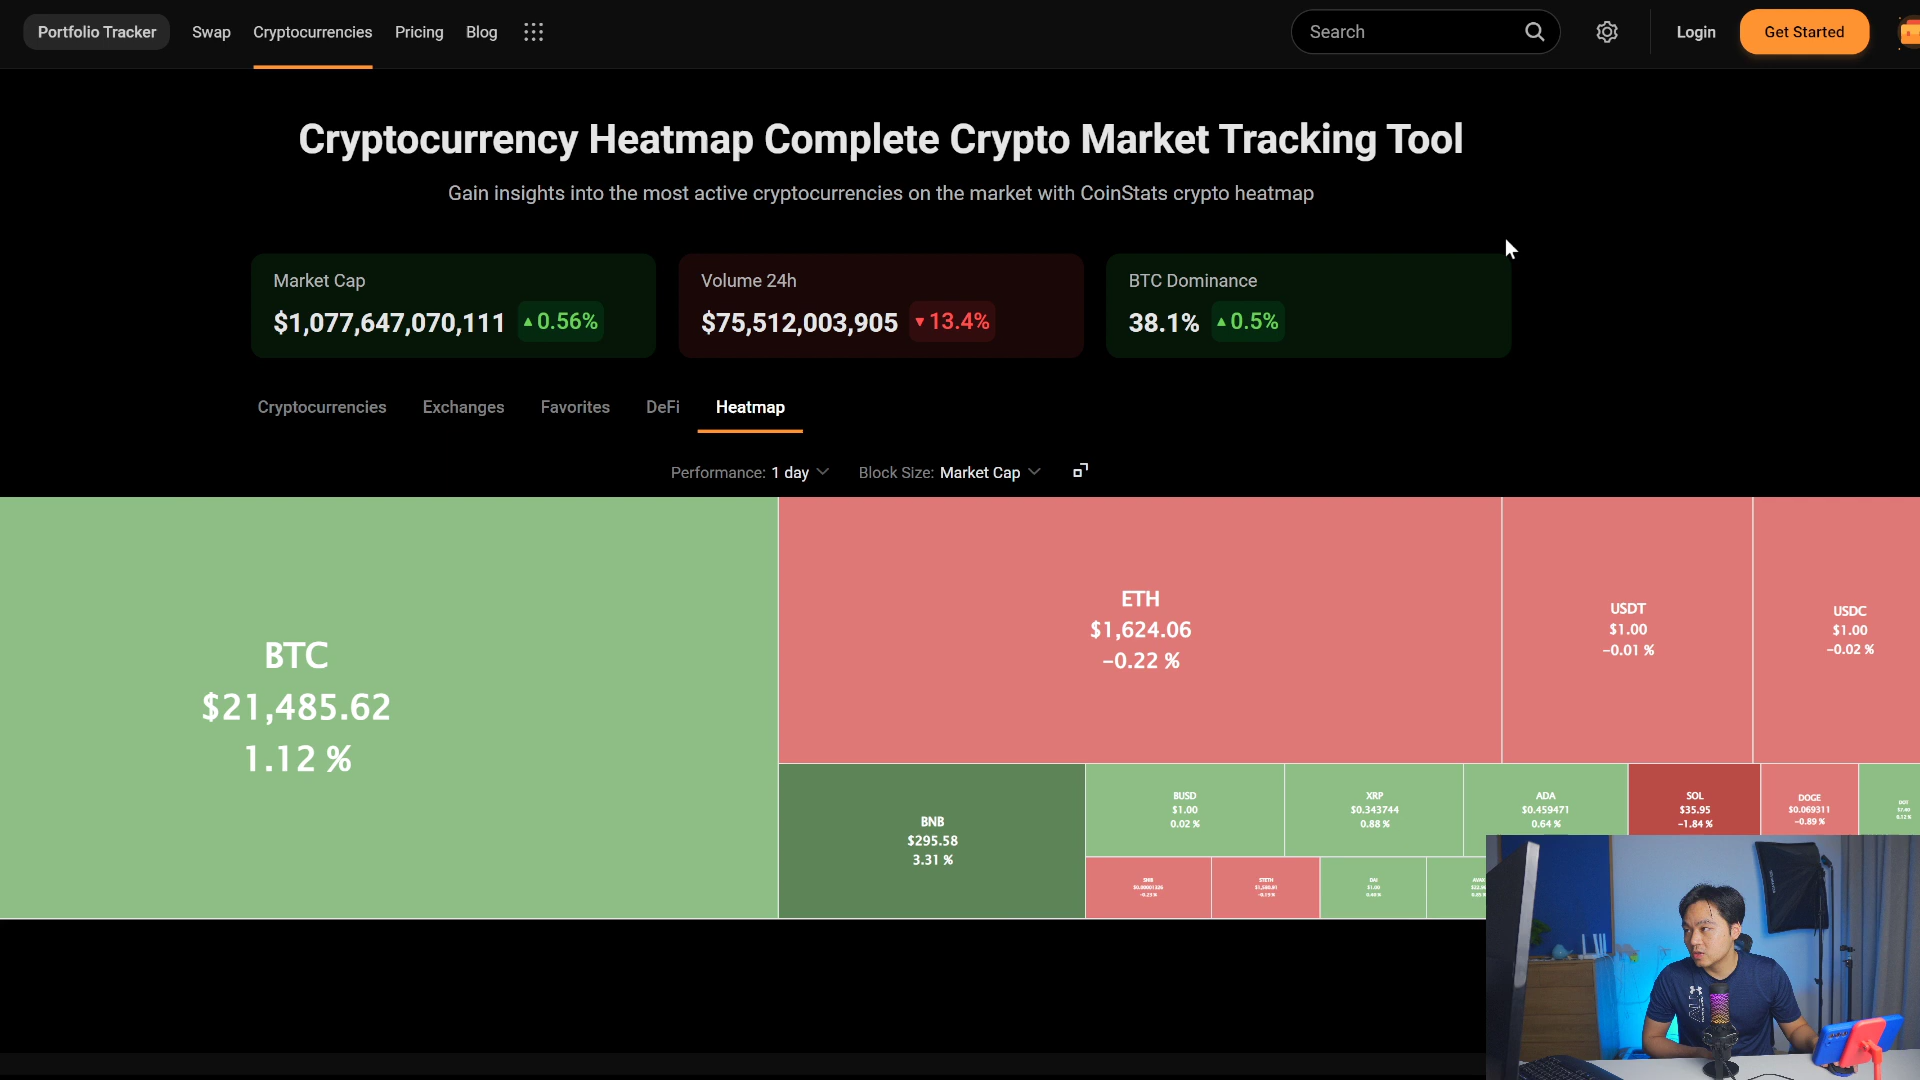 Portfolio Tracker
Swap
Cryptocurrencies
Pricing
Blog
Search
Login
Get Started
Cryptocurrency Heatmap Complete Crypto Market Tracking Tool
Gain insights into the most active cryptocurrencies on the market with CoinStats crypto heatmap
Market Cap
$1,077,647,070,111 ▲0.56%
Volume 24h
$75,512,003,905 ▼13.4%
BTC Dominance
38.1% ▲0.5%
Cryptocurrencies
Exchanges
Favorites
DeFi
Heatmap
Performance: 1 day
Block Size: Market Cap
BTC
$21,485.62
1.12 %
ETH
$1,624.06
-0.22 %
USDT
$1.00
-0.01 %
USDC
$1.00
-0.02 %
BNB
$295.58
3.31 %
BUSD
$1.00
0.02 %
XRP
$0.343744
0.88 %
ADA
$0.459471
0.64 %
SOL
$35.95
-1.84 %
DOGE
$0.069311
-0.89 %
SHIB
STETH
DAI
$1.00